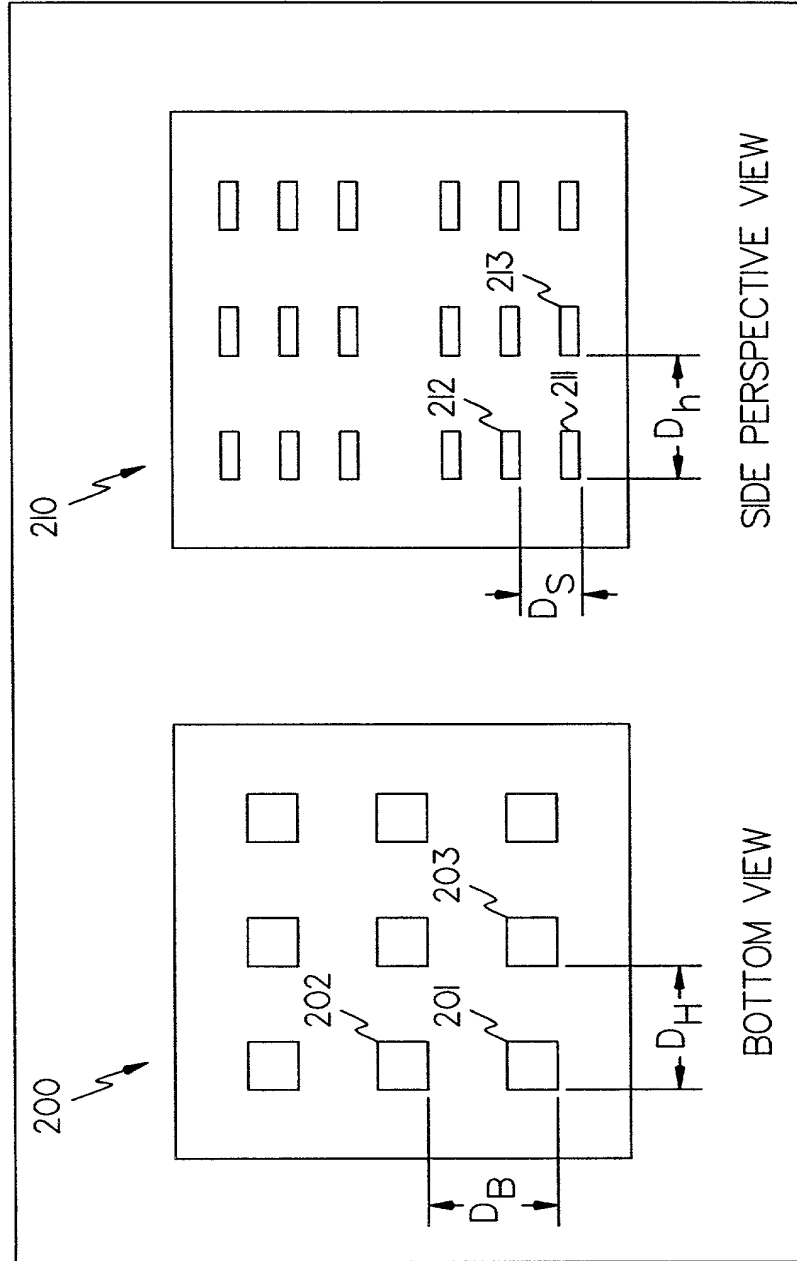 200
202
203
201
D_B
D_H
BOTTOM VIEW
210
212
213
211
D_S
D_h
SIDE PERSPECTIVE VIEW